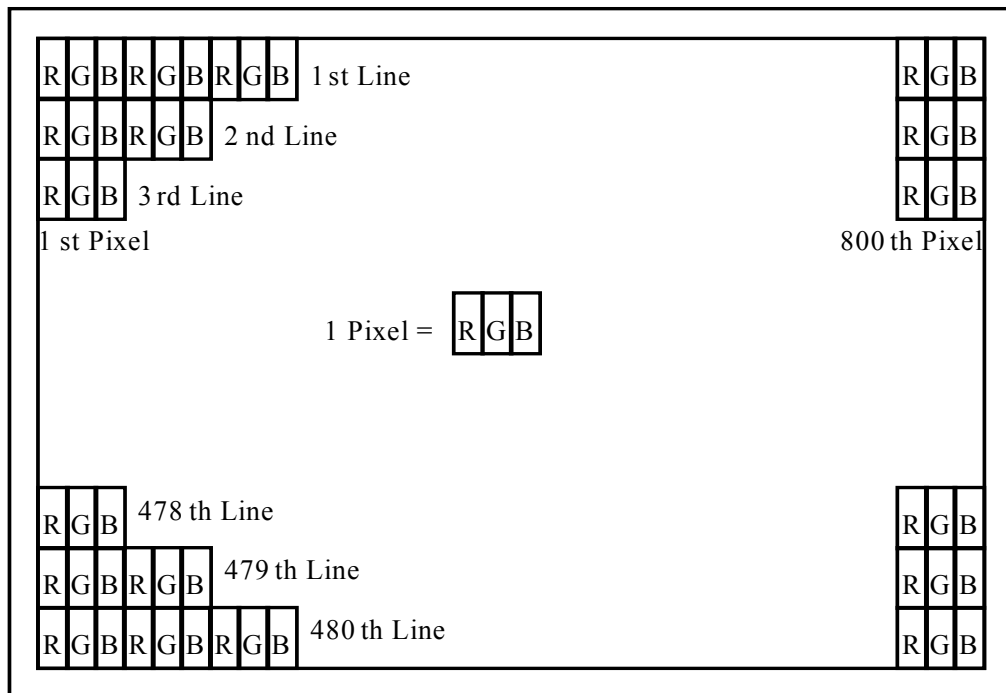 R G B R G B R G B 1 st Line R G B
R G B R G B 2 nd Line R G B
R G B 3 rd Line R G B
1 st Pixel 800 th Pixel
1 Pixel = R G B
R G B 478 th Line R G B
R G B R G B 479 th Line R G B
R G B R G B R G B 480 th Line R G B